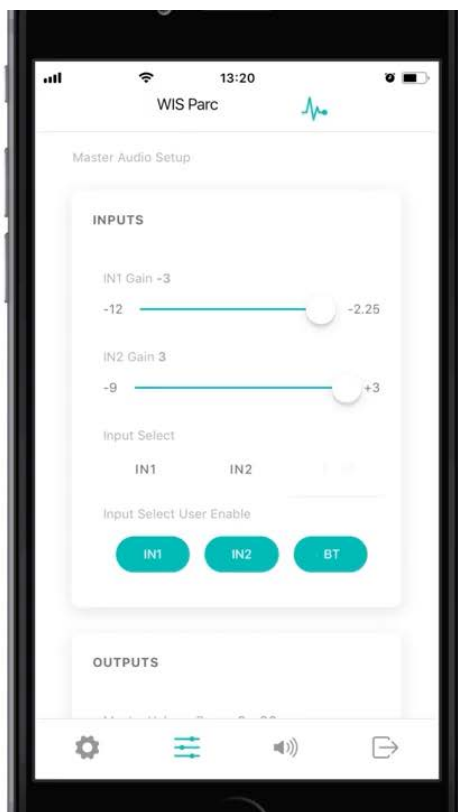 13:20
WIS Parc
Master Audio Setup
INPUTS
IN1 Gain -3
-12 -2.25
IN2 Gain 3
-9 +3
Input Select
IN1 IN2
Input Select User Enable
IN1 IN2 BT
OUTPUTS